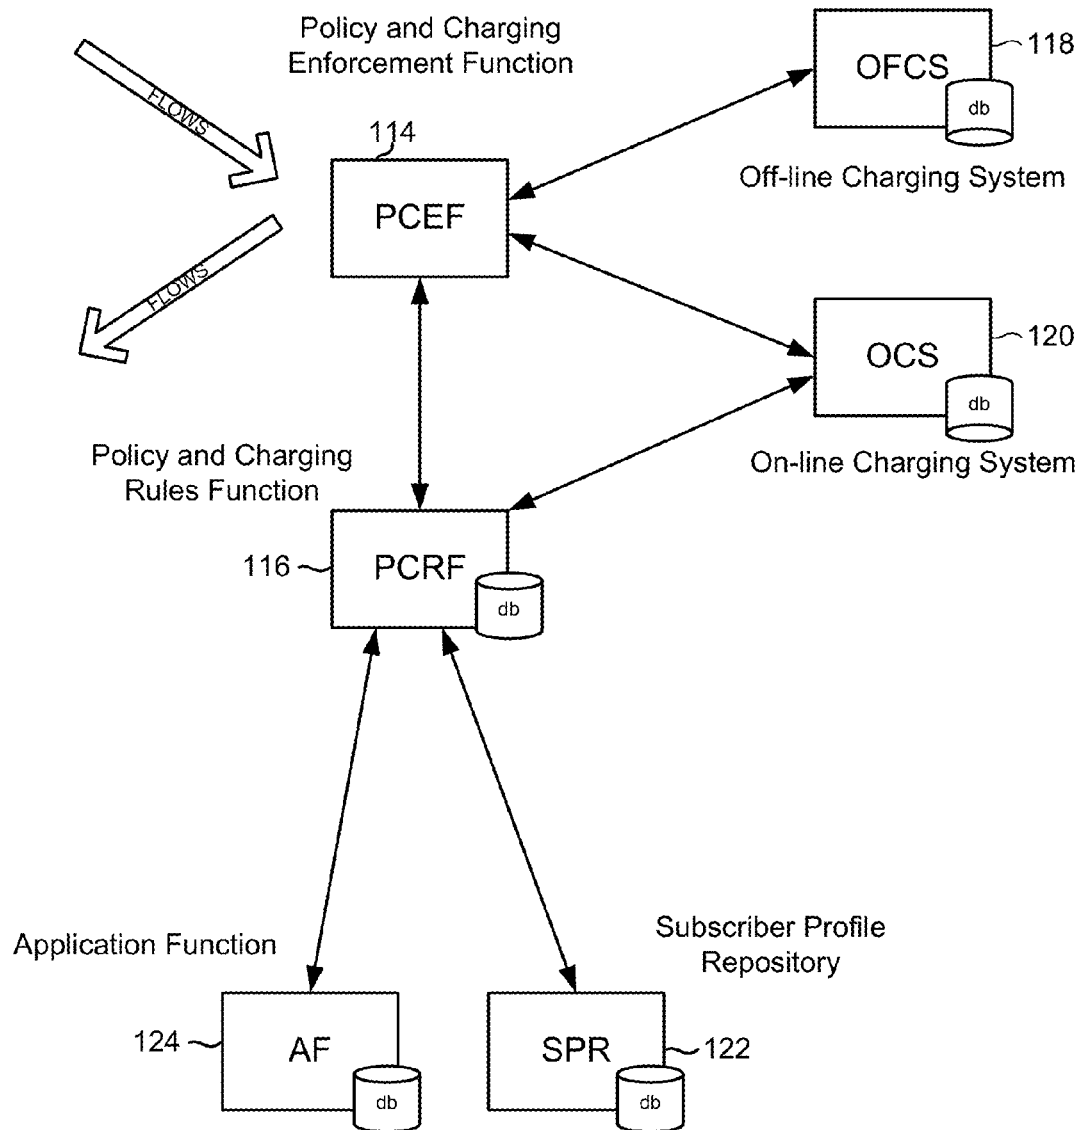 Policy and Charging
Enforcement Function
FLOWS
114
PCEF
FLOWS
OFCS
118
db
Off-line Charging System
OCS
120
db
On-line Charging System
Policy and Charging
Rules Function
116
PCRF
db
Application Function
Subscriber Profile
Repository
124
AF
db
SPR
122
db